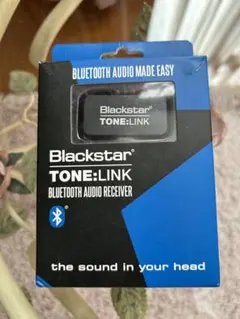 BLUETOOTH AUDIO MADE EASY
Blackstar®
TONE:LINK
Blackstar®
TONE:LINK
BLUETOOTH AUDIO RECEIVER
the sound in your head